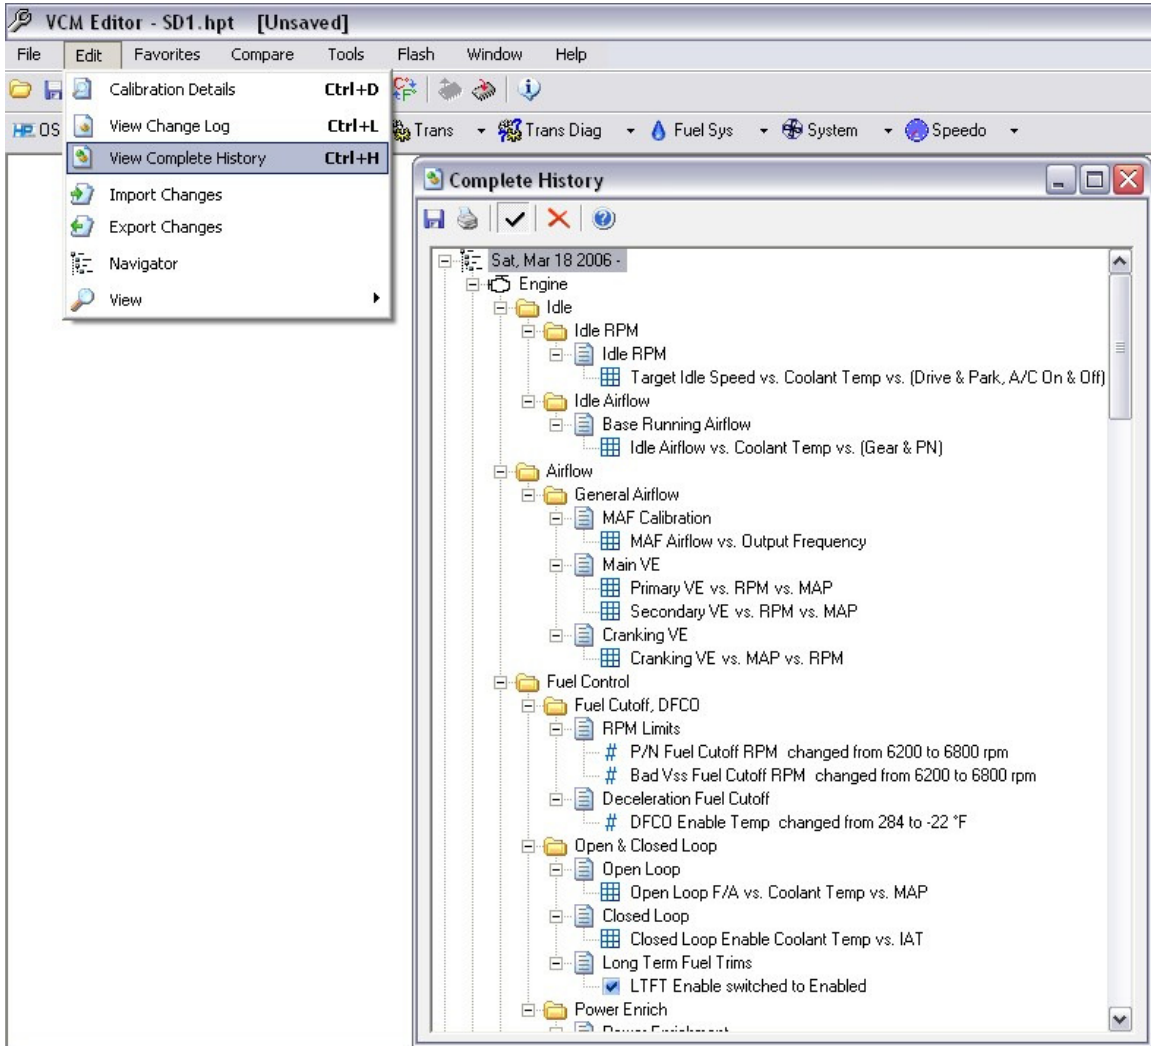 VCM Editor - SD1.hpt [Unsaved]
File Edit Favorites Compare Tools Flash Window Help
Calibration Details Ctrl+D
View Change Log Ctrl+L
View Complete History Ctrl+H
Import Changes
Export Changes
Navigator
View
HP OS
Trans Trans Diag Fuel Sys System Speedo
Complete History
Sat, Mar 18 2006 -
Engine
Idle
Idle RPM
Idle RPM
Target Idle Speed vs. Coolant Temp vs. (Drive & Park, A/C On & Off)
Idle Airflow
Base Running Airflow
Idle Airflow vs. Coolant Temp vs. (Gear & PN)
Airflow
General Airflow
MAF Calibration
MAF Airflow vs. Output Frequency
Main VE
Primary VE vs. RPM vs. MAP
Secondary VE vs. RPM vs. MAP
Cranking VE
Cranking VE vs. MAP vs. RPM
Fuel Control
Fuel Cutoff, DFCO
RPM Limits
# P/N Fuel Cutoff RPM changed from 6200 to 6800 rpm
# Bad Vss Fuel Cutoff RPM changed from 6200 to 6800 rpm
Deceleration Fuel Cutoff
# DFCO Enable Temp changed from 284 to -22 °F
Open & Closed Loop
Open Loop
Open Loop F/A vs. Coolant Temp vs. MAP
Closed Loop
Closed Loop Enable Coolant Temp vs. IAT
Long Term Fuel Trims
LTFT Enable switched to Enabled
Power Enrich